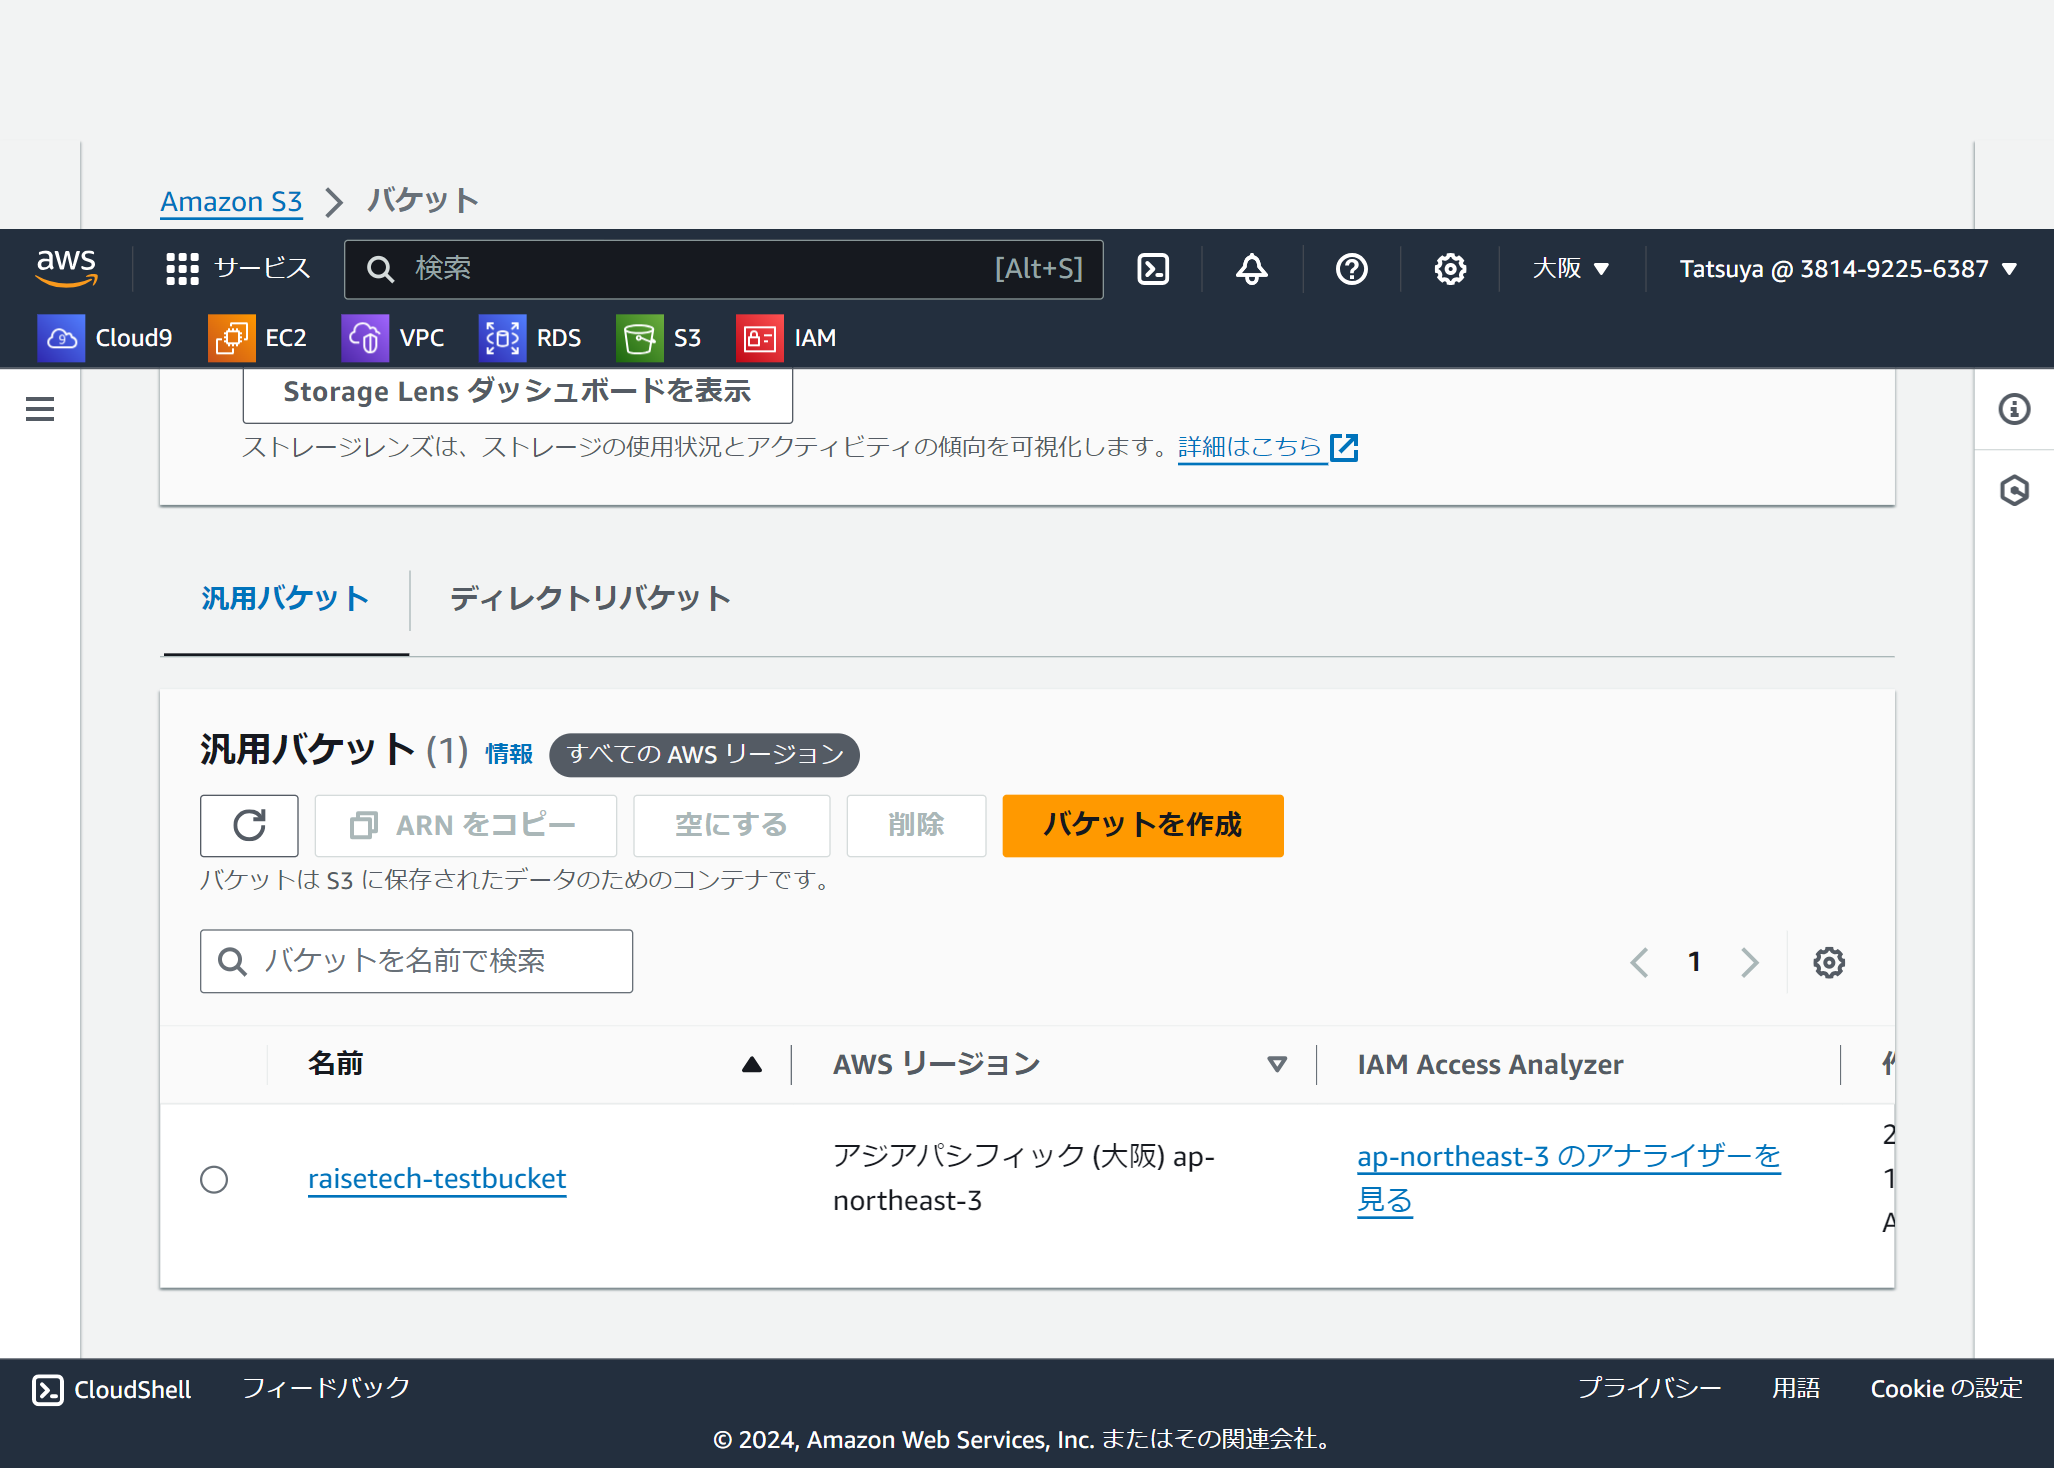 Amazon S3 バケット
aws サービス 検索 [Alt+S] 大阪 Tatsuya @ 3814-9225-6387
Cloud9 EC2 VPC RDS S3 IAM
Storage Lens ダッシュボードを表示
ストレージレンズは、ストレージの使用状況とアクティビティの傾向を可視化します。詳細はこちら
汎用バケット ディレクトリバケット
汎用バケット (1) 情報 すべての AWS リージョン
ARN をコピー 空にする 削除 バケットを作成
バケットは S3 に保存されたデータのためのコンテナです。
バケットを名前で検索 1
名前 AWS リージョン IAM Access Analyzer
raisetech-testbucket
アジアパシフィック (大阪) ap-
northeast-3
ap-northeast-3 のアナライザーを
見る
2
1
A
CloudShell フィードバック プライバシー 用語 Cookie の設定
© 2024, Amazon Web Services, Inc. またはその関連会社。